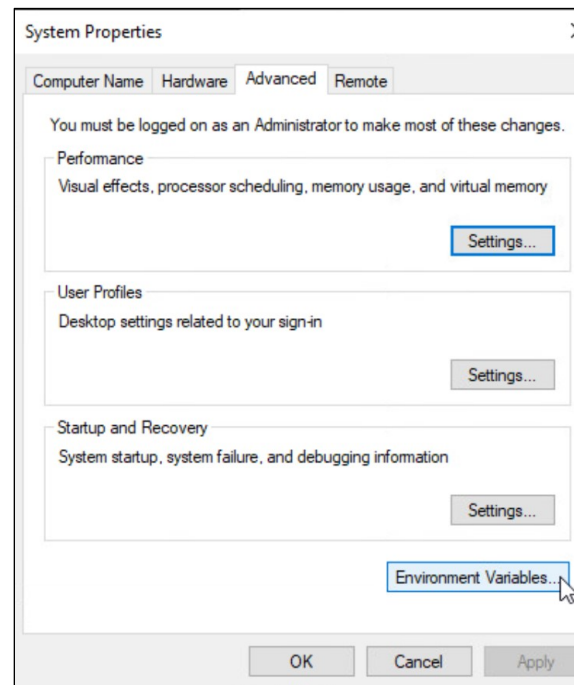 System Properties
Computer Name
Hardware
Advanced
Remote
You must be logged on as an Administrator to make most of these changes.
Performance
Visual effects, processor scheduling, memory usage, and virtual memory
Settings...
User Profiles
Desktop settings related to your sign-in
Settings...
Startup and Recovery
System startup, system failure, and debugging information
Settings...
Environment Variables...
OK
Cancel
Apply